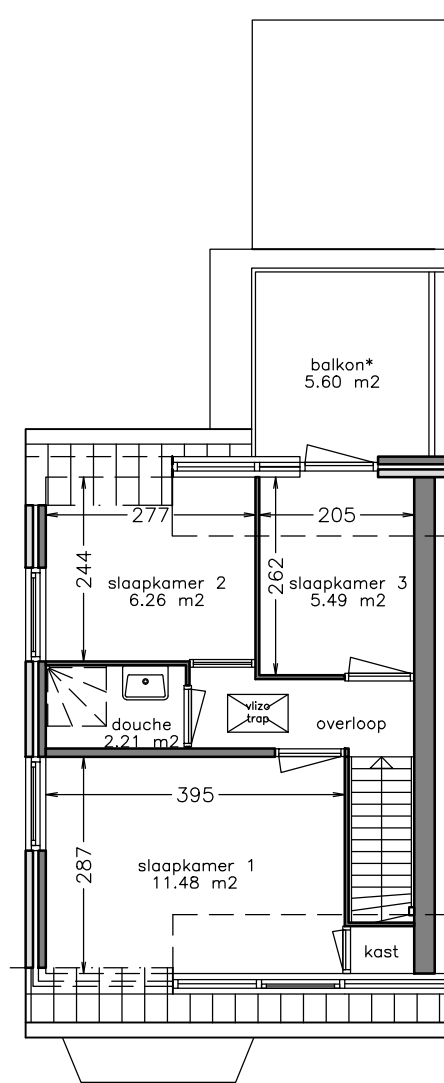 balkon*
5.60 m2
277
205
244
262
slaapkamer 2
6.26 m2
slaapkamer 3
5.49 m2
vlizo
trap
douche
2.21 m2
overloop
395
287
slaapkamer 1
11.48 m2
kast